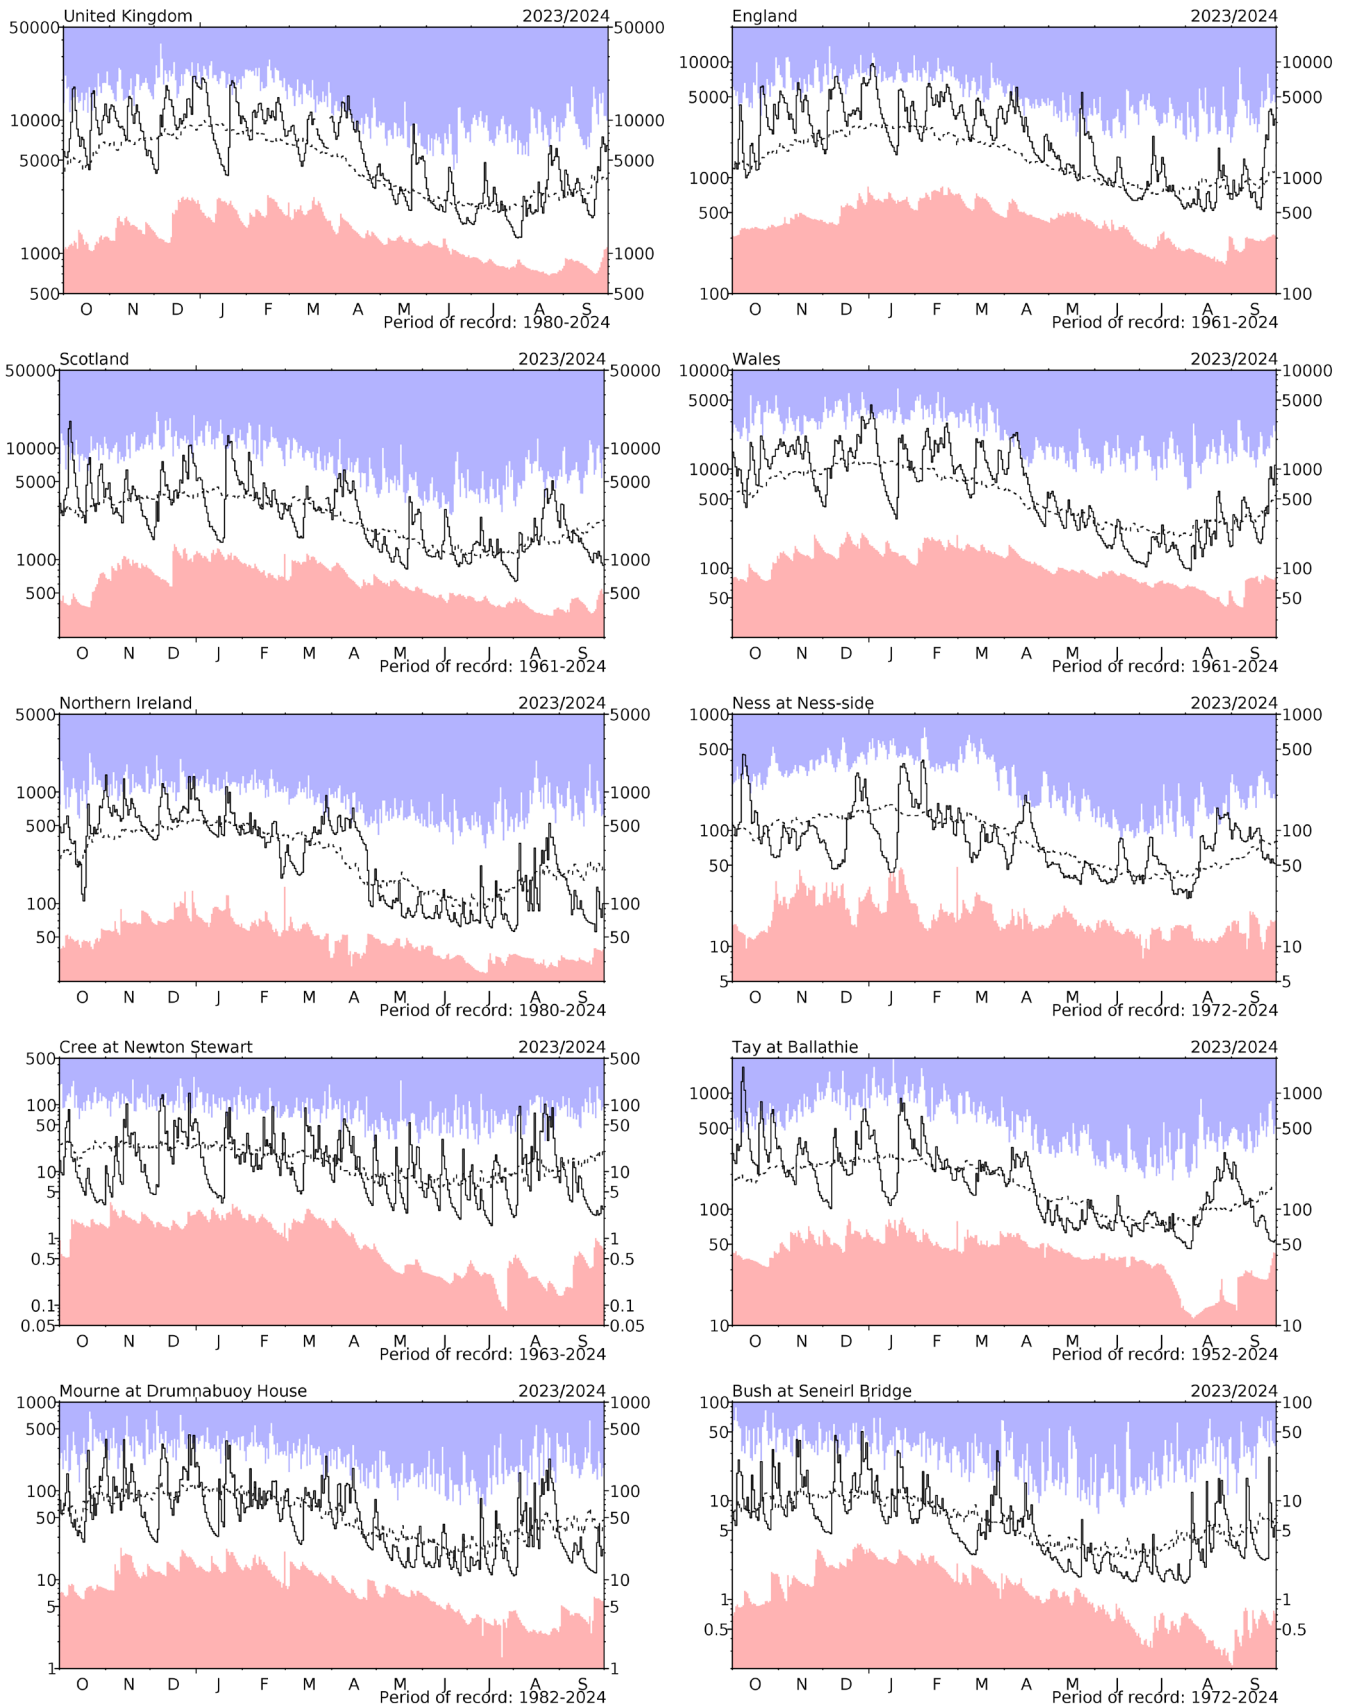 United Kingdom 2023/2024
50000 50000
10000 10000
5000 5000
1000 1000
500 500
O N D J F M A M J J A S
Period of record: 1980-2024
England 2023/2024
10000 10000
5000 5000
1000 1000
500 500
100 100
O N D J F M A M J J A S
Period of record: 1961-2024
Scotland 2023/2024
50000 50000
10000 10000
5000 5000
1000 1000
500 500
O N D J F M A M J J A S
Period of record: 1961-2024
Wales 2023/2024
10000 10000
5000 5000
1000 1000
500 500
100 100
50 50
O N D J F M A M J J A S
Period of record: 1961-2024
Northern Ireland 2023/2024
5000 5000
1000 1000
500 500
100 100
50 50
O N D J F M A M J J A S
Period of record: 1980-2024
Ness at Ness-side 2023/2024
1000 1000
500 500
100 100
50 50
10 10
5 5
O N D J F M A M J J A S
Period of record: 1972-2024
Cree at Newton Stewart 2023/2024
500 500
100 100
50 50
10 10
5 5
1 1
0.5 0.5
0.1 0.1
0.05 0.05
O N D J F M A M J J A S
Period of record: 1963-2024
Tay at Ballathie 2023/2024
1000 1000
500 500
100 100
50 50
10 10
O N D J F M A M J J A S
Period of record: 1952-2024
Mourne at Drumnabuoy House 2023/2024
1000 1000
500 500
100 100
50 50
10 10
5 5
1 1
O N D J F M A M J J A S
Period of record: 1982-2024
Bush at Seneirl Bridge 2023/2024
100 100
50 50
10 10
5 5
1 1
0.5 0.5
O N D J F M A M J J A S
Period of record: 1972-2024